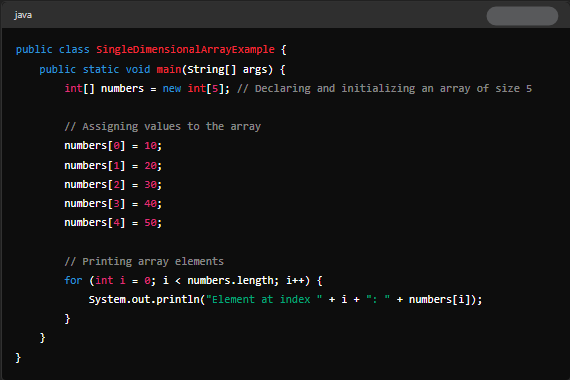 java
public class SingleDimensionalArrayExample {
    public static void main(String[] args) {
        int[] numbers = new int[5]; // Declaring and initializing an array of size 5

        // Assigning values to the array
        numbers[0] = 10;
        numbers[1] = 20;
        numbers[2] = 30;
        numbers[3] = 40;
        numbers[4] = 50;

        // Printing array elements
        for (int i = 0; i < numbers.length; i++) {
            System.out.println("Element at index " + i + ": " + numbers[i]);
        }
    }
}